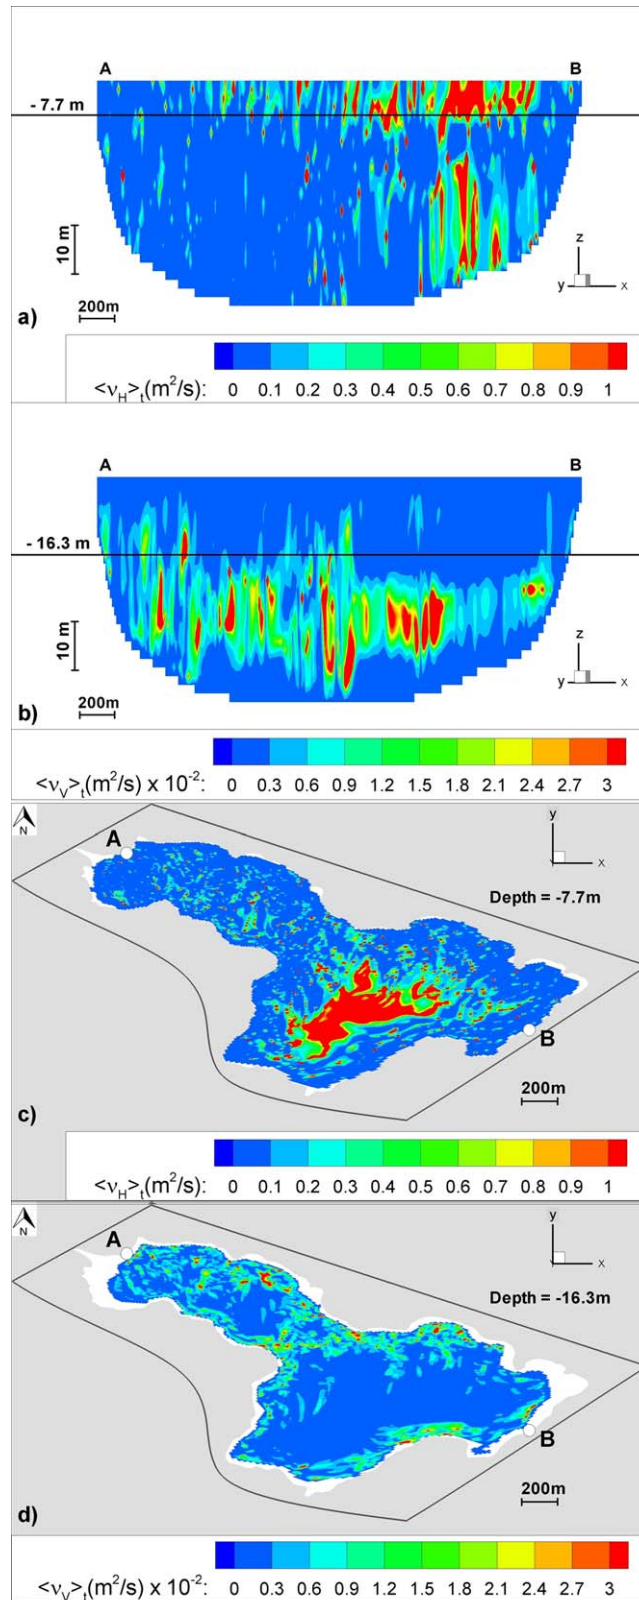 A B
- 7.7 m
10 m
z
y x
200m
a)
<ν_H>_t(m²/s): 0 0.1 0.2 0.3 0.4 0.5 0.6 0.7 0.8 0.9 1
A B
- 16.3 m
10 m
z
y x
200m
b)
<ν_V>_t(m²/s) x 10⁻²: 0 0.3 0.6 0.9 1.2 1.5 1.8 2.1 2.4 2.7 3
N
A
y
x
Depth = -7.7m
B
200m
c)
<ν_H>_t(m²/s): 0 0.1 0.2 0.3 0.4 0.5 0.6 0.7 0.8 0.9 1
N
A
y
x
Depth = -16.3m
B
200m
d)
<ν_V>_t(m²/s) x 10⁻²: 0 0.3 0.6 0.9 1.2 1.5 1.8 2.1 2.4 2.7 3